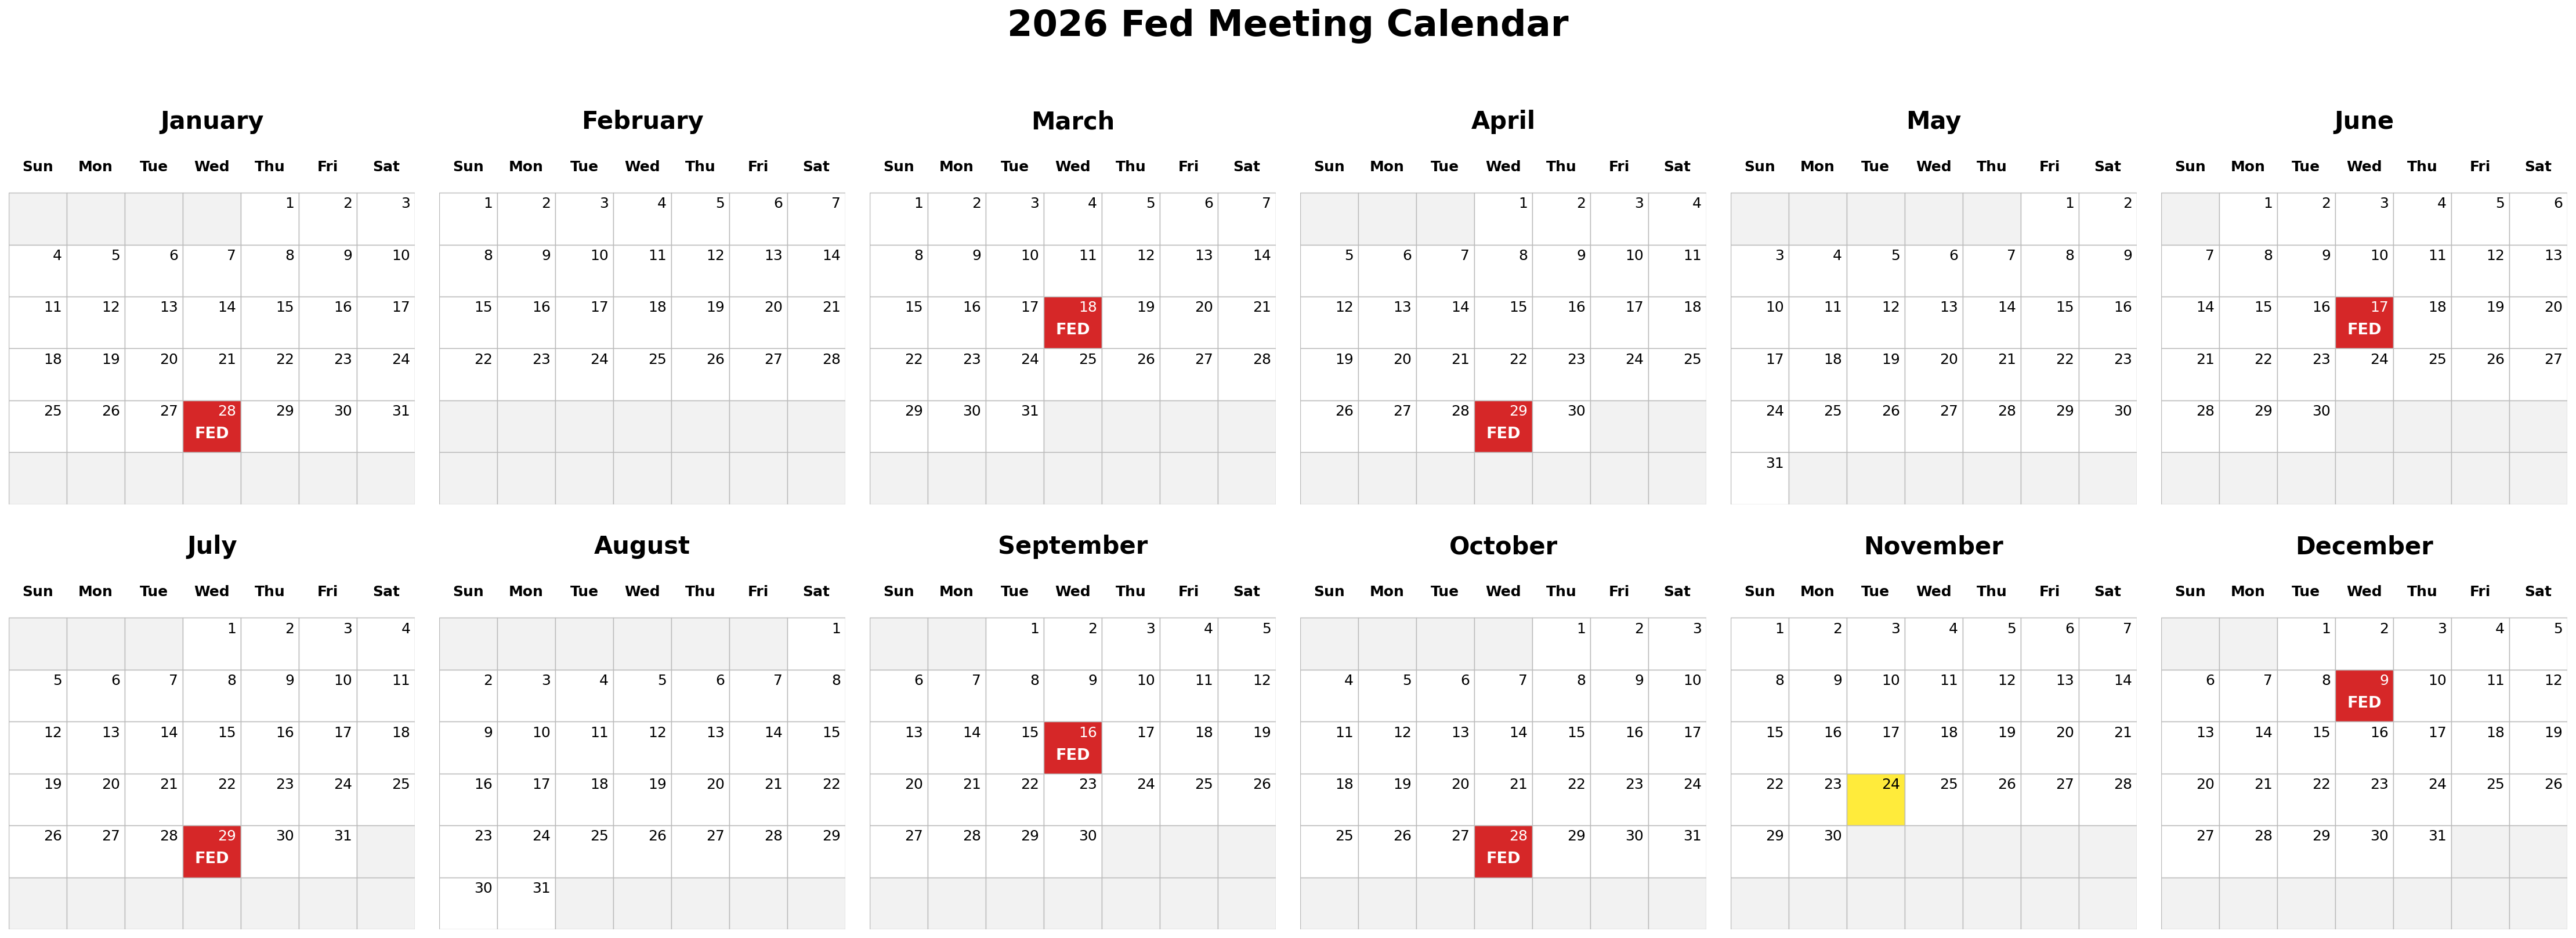 2026 Fed Meeting Calendar
January February March April May June
Sun Mon Tue Wed Thu Fri Sat Sun Mon Tue Wed Thu Fri Sat Sun Mon Tue Wed Thu Fri Sat Sun Mon Tue Wed Thu Fri Sat Sun Mon Tue Wed Thu Fri Sat Sun Mon Tue Wed Thu Fri Sat
1 2 3 1 2 3 4 5 6 7 1 2 3 4 5 6 7 1 2 3 4 1 2 1 2 3 4 5 6
4 5 6 7 8 9 10 8 9 10 11 12 13 14 8 9 10 11 12 13 14 5 6 7 8 9 10 11 3 4 5 6 7 8 9 7 8 9 10 11 12 13
11 12 13 14 15 16 17 15 16 17 18 19 20 21 15 16 17 18 19 20 21 12 13 14 15 16 17 18 10 11 12 13 14 15 16 14 15 16 17 18 19 20
FED FED
18 19 20 21 22 23 24 22 23 24 25 26 27 28 22 23 24 25 26 27 28 19 20 21 22 23 24 25 17 18 19 20 21 22 23 21 22 23 24 25 26 27
25 26 27 28 29 30 31 29 30 31 26 27 28 29 30 24 25 26 27 28 29 30 28 29 30
FED FED
31
July August September October November December
Sun Mon Tue Wed Thu Fri Sat Sun Mon Tue Wed Thu Fri Sat Sun Mon Tue Wed Thu Fri Sat Sun Mon Tue Wed Thu Fri Sat Sun Mon Tue Wed Thu Fri Sat Sun Mon Tue Wed Thu Fri Sat
1 2 3 4 1 1 2 3 4 5 1 2 3 1 2 3 4 5 6 7 1 2 3 4 5
5 6 7 8 9 10 11 2 3 4 5 6 7 8 6 7 8 9 10 11 12 4 5 6 7 8 9 10 8 9 10 11 12 13 14 6 7 8 9 10 11 12
FED
12 13 14 15 16 17 18 9 10 11 12 13 14 15 13 14 15 16 17 18 19 11 12 13 14 15 16 17 15 16 17 18 19 20 21 13 14 15 16 17 18 19
FED
19 20 21 22 23 24 25 16 17 18 19 20 21 22 20 21 22 23 24 25 26 18 19 20 21 22 23 24 22 23 24 25 26 27 28 20 21 22 23 24 25 26
26 27 28 29 30 31 23 24 25 26 27 28 29 27 28 29 30 25 26 27 28 29 30 31 29 30 27 28 29 30 31
FED FED
30 31